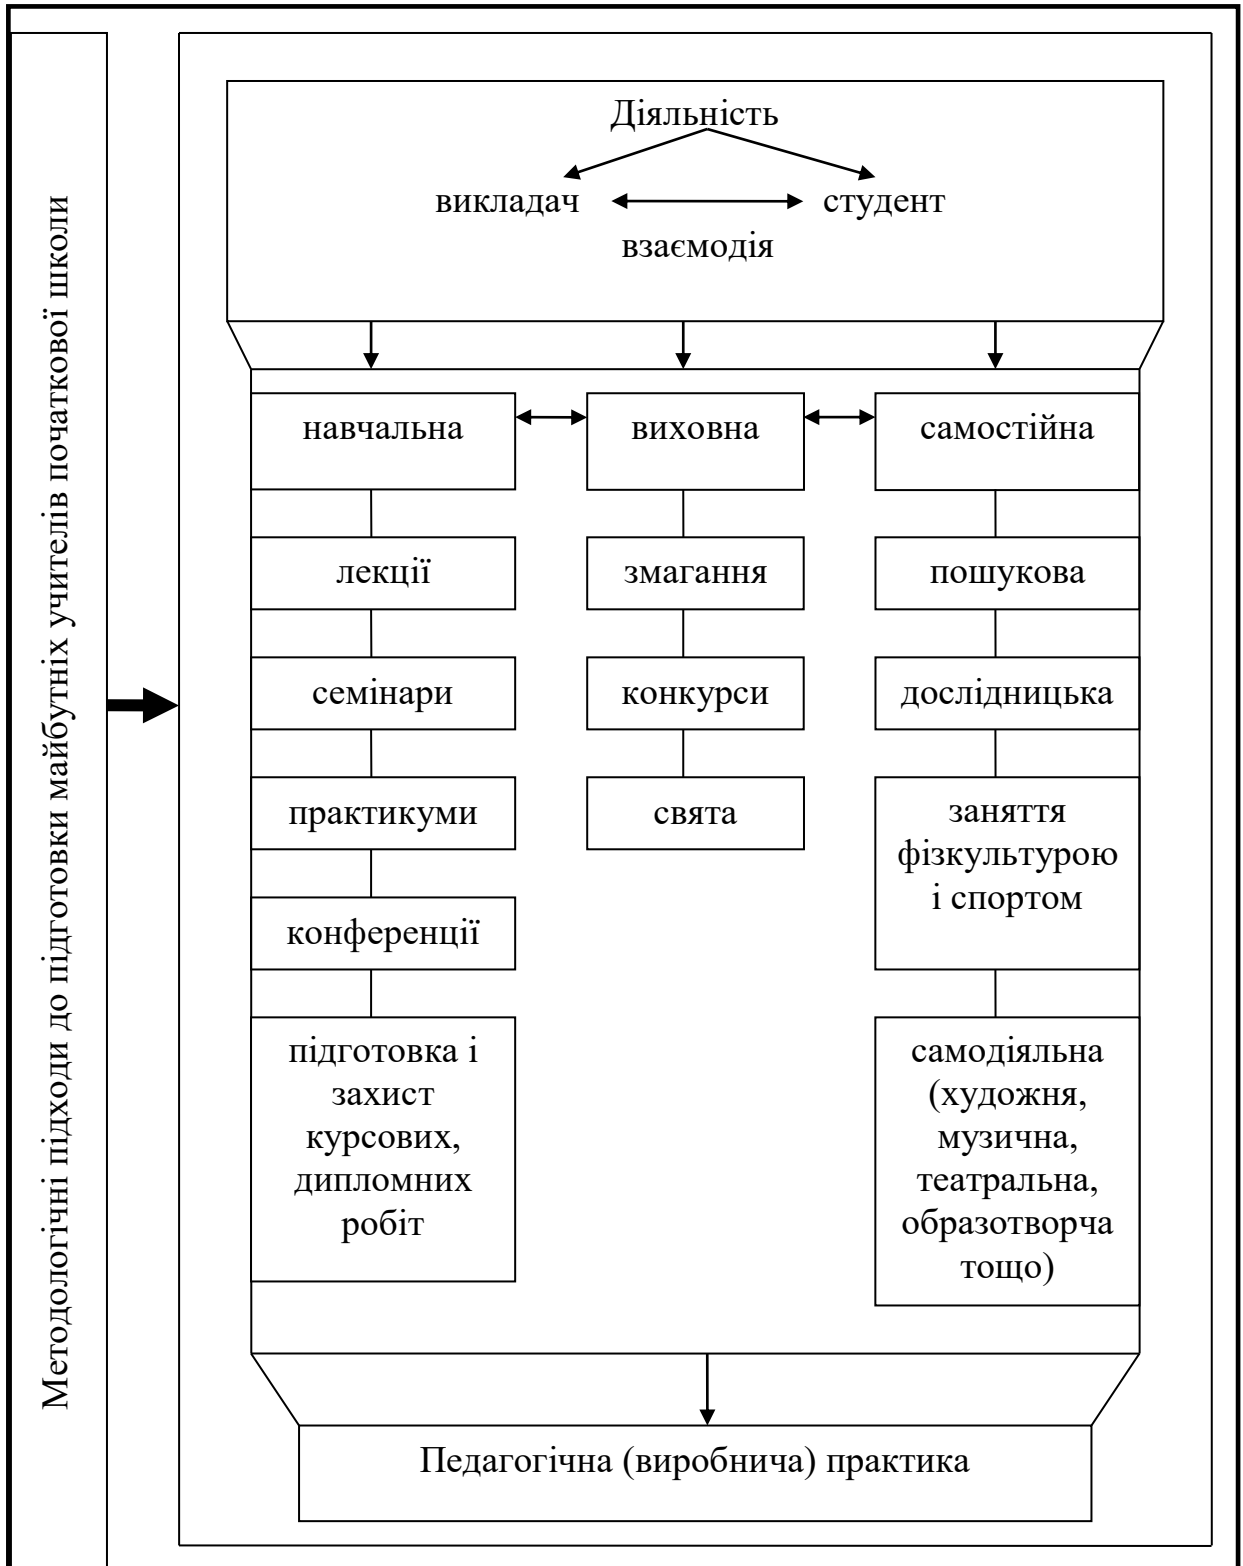 Методологічні підходи до підготовки майбутніх учителів початкової школи
Діяльність
викладач
студент
взаємодія
навчальна
виховна
самостійна
лекції
змагання
пошукова
семінари
конкурси
дослідницька
практикуми
свята
заняття
фізкультурою
і спортом
конференції
підготовка і
захист
курсових,
дипломних
робіт
самодіяльна
(художня,
музична,
театральна,
образотворча
тощо)
Педагогічна (виробнича) практика